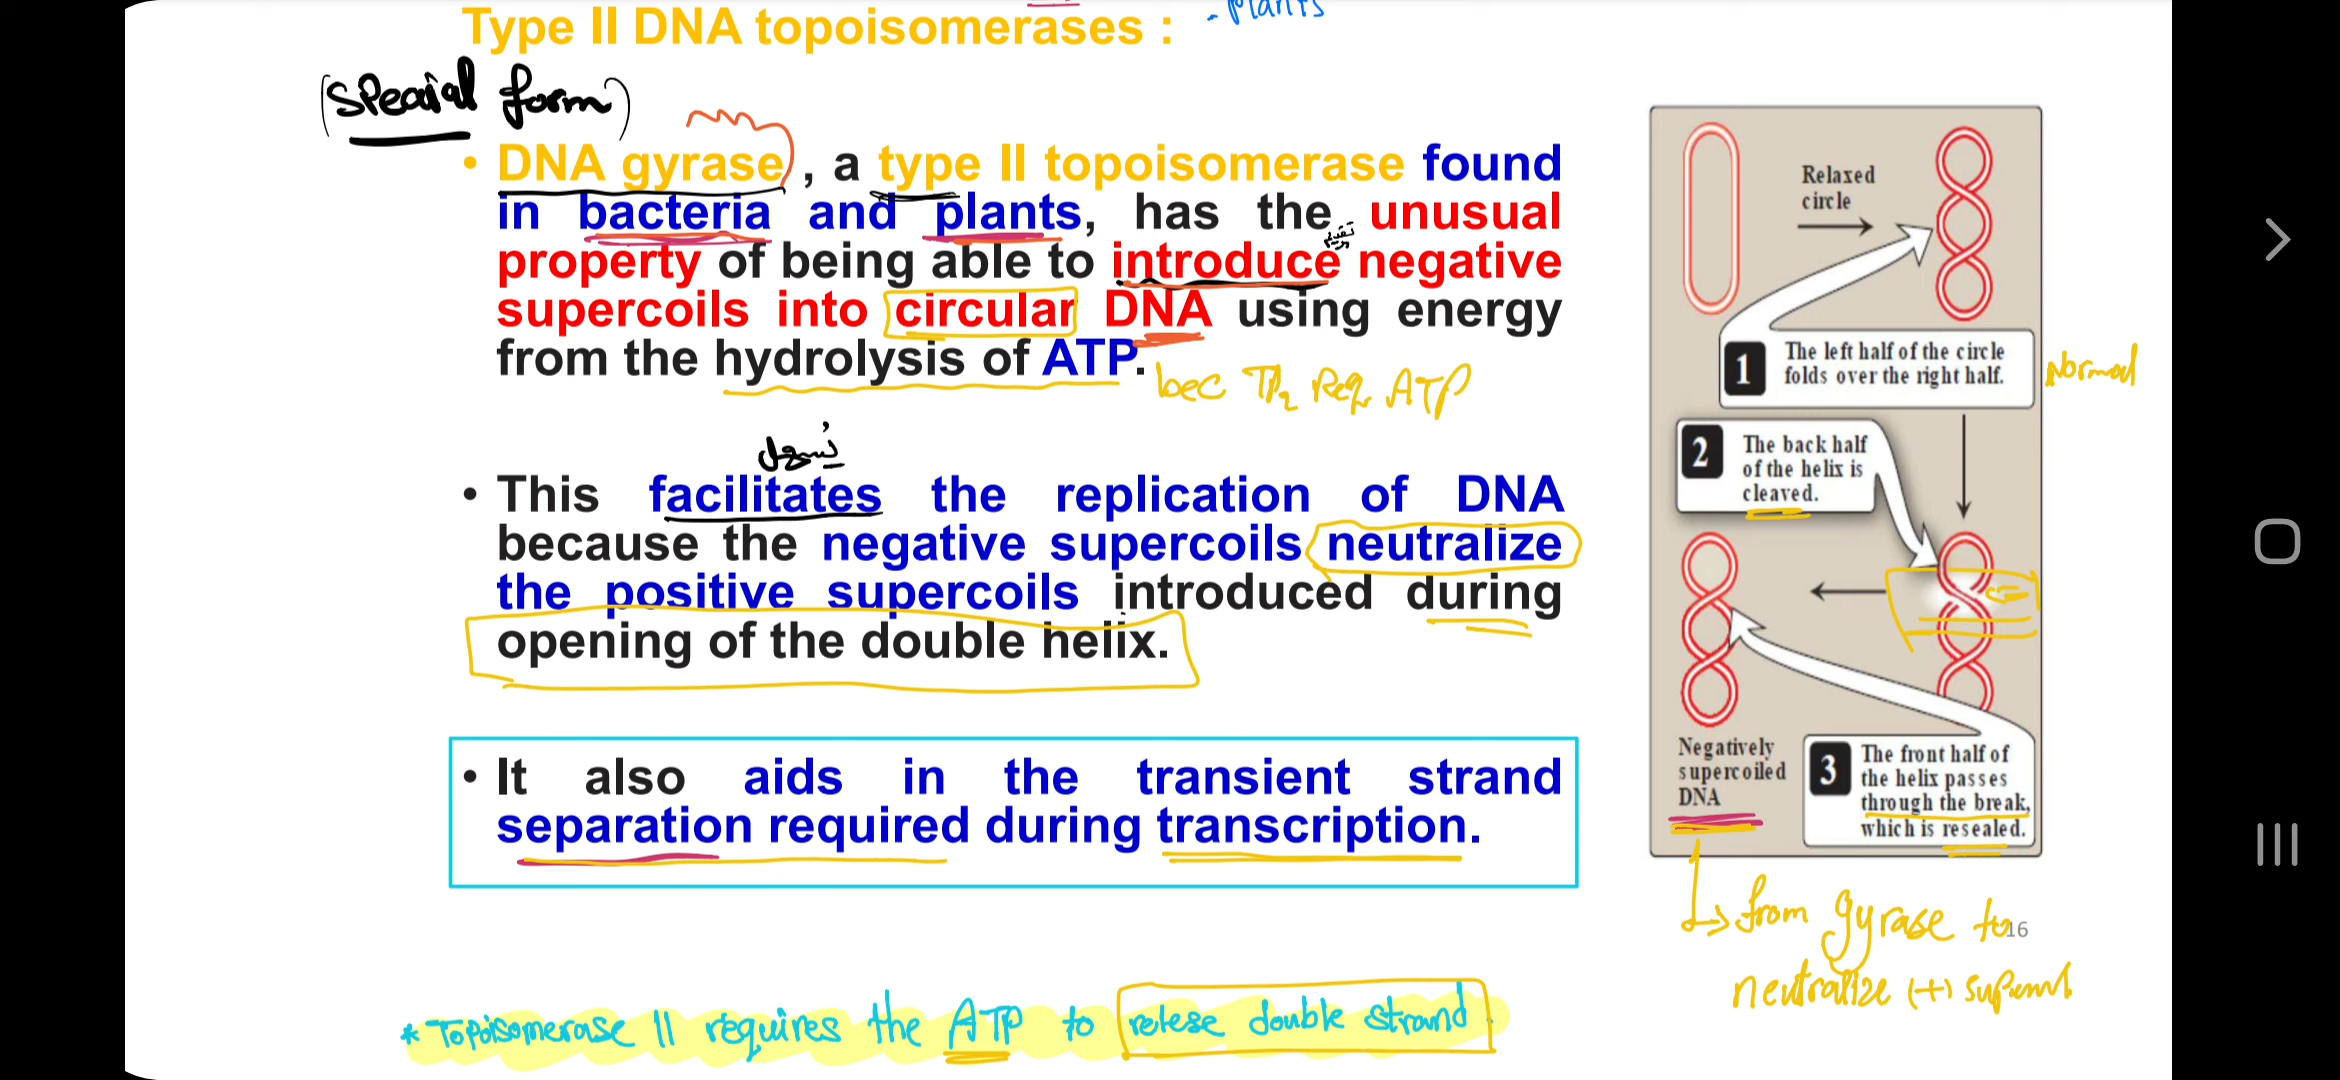 Type II DNA topoisomerases :
- Plants
(speaial form)
• DNA gyrase , a type II topoisomerase found
in bacteria and plants, has the unusual
property of being able to introduce negative
supercoils into circular DNA using energy
from the hydrolysis of ATP.
bec Req. ATP
• This facilitates the replication of DNA
because the negative supercoils neutralize
the positive supercoils introduced during
opening of the double helix.
• It also aids in the transient strand
separation required during transcription.
Relaxed
circle
1 The left half of the circle
folds over the right half.
Normal
2 The back half
of the helix is
cleaved.
Negatively
supercoiled
DNA
3 The front half of
the helix passes
through the break,
which is resealed.
from gyrase to
16
neutralize (+)
* Topoisomerase II requires the ATP to relese double strand